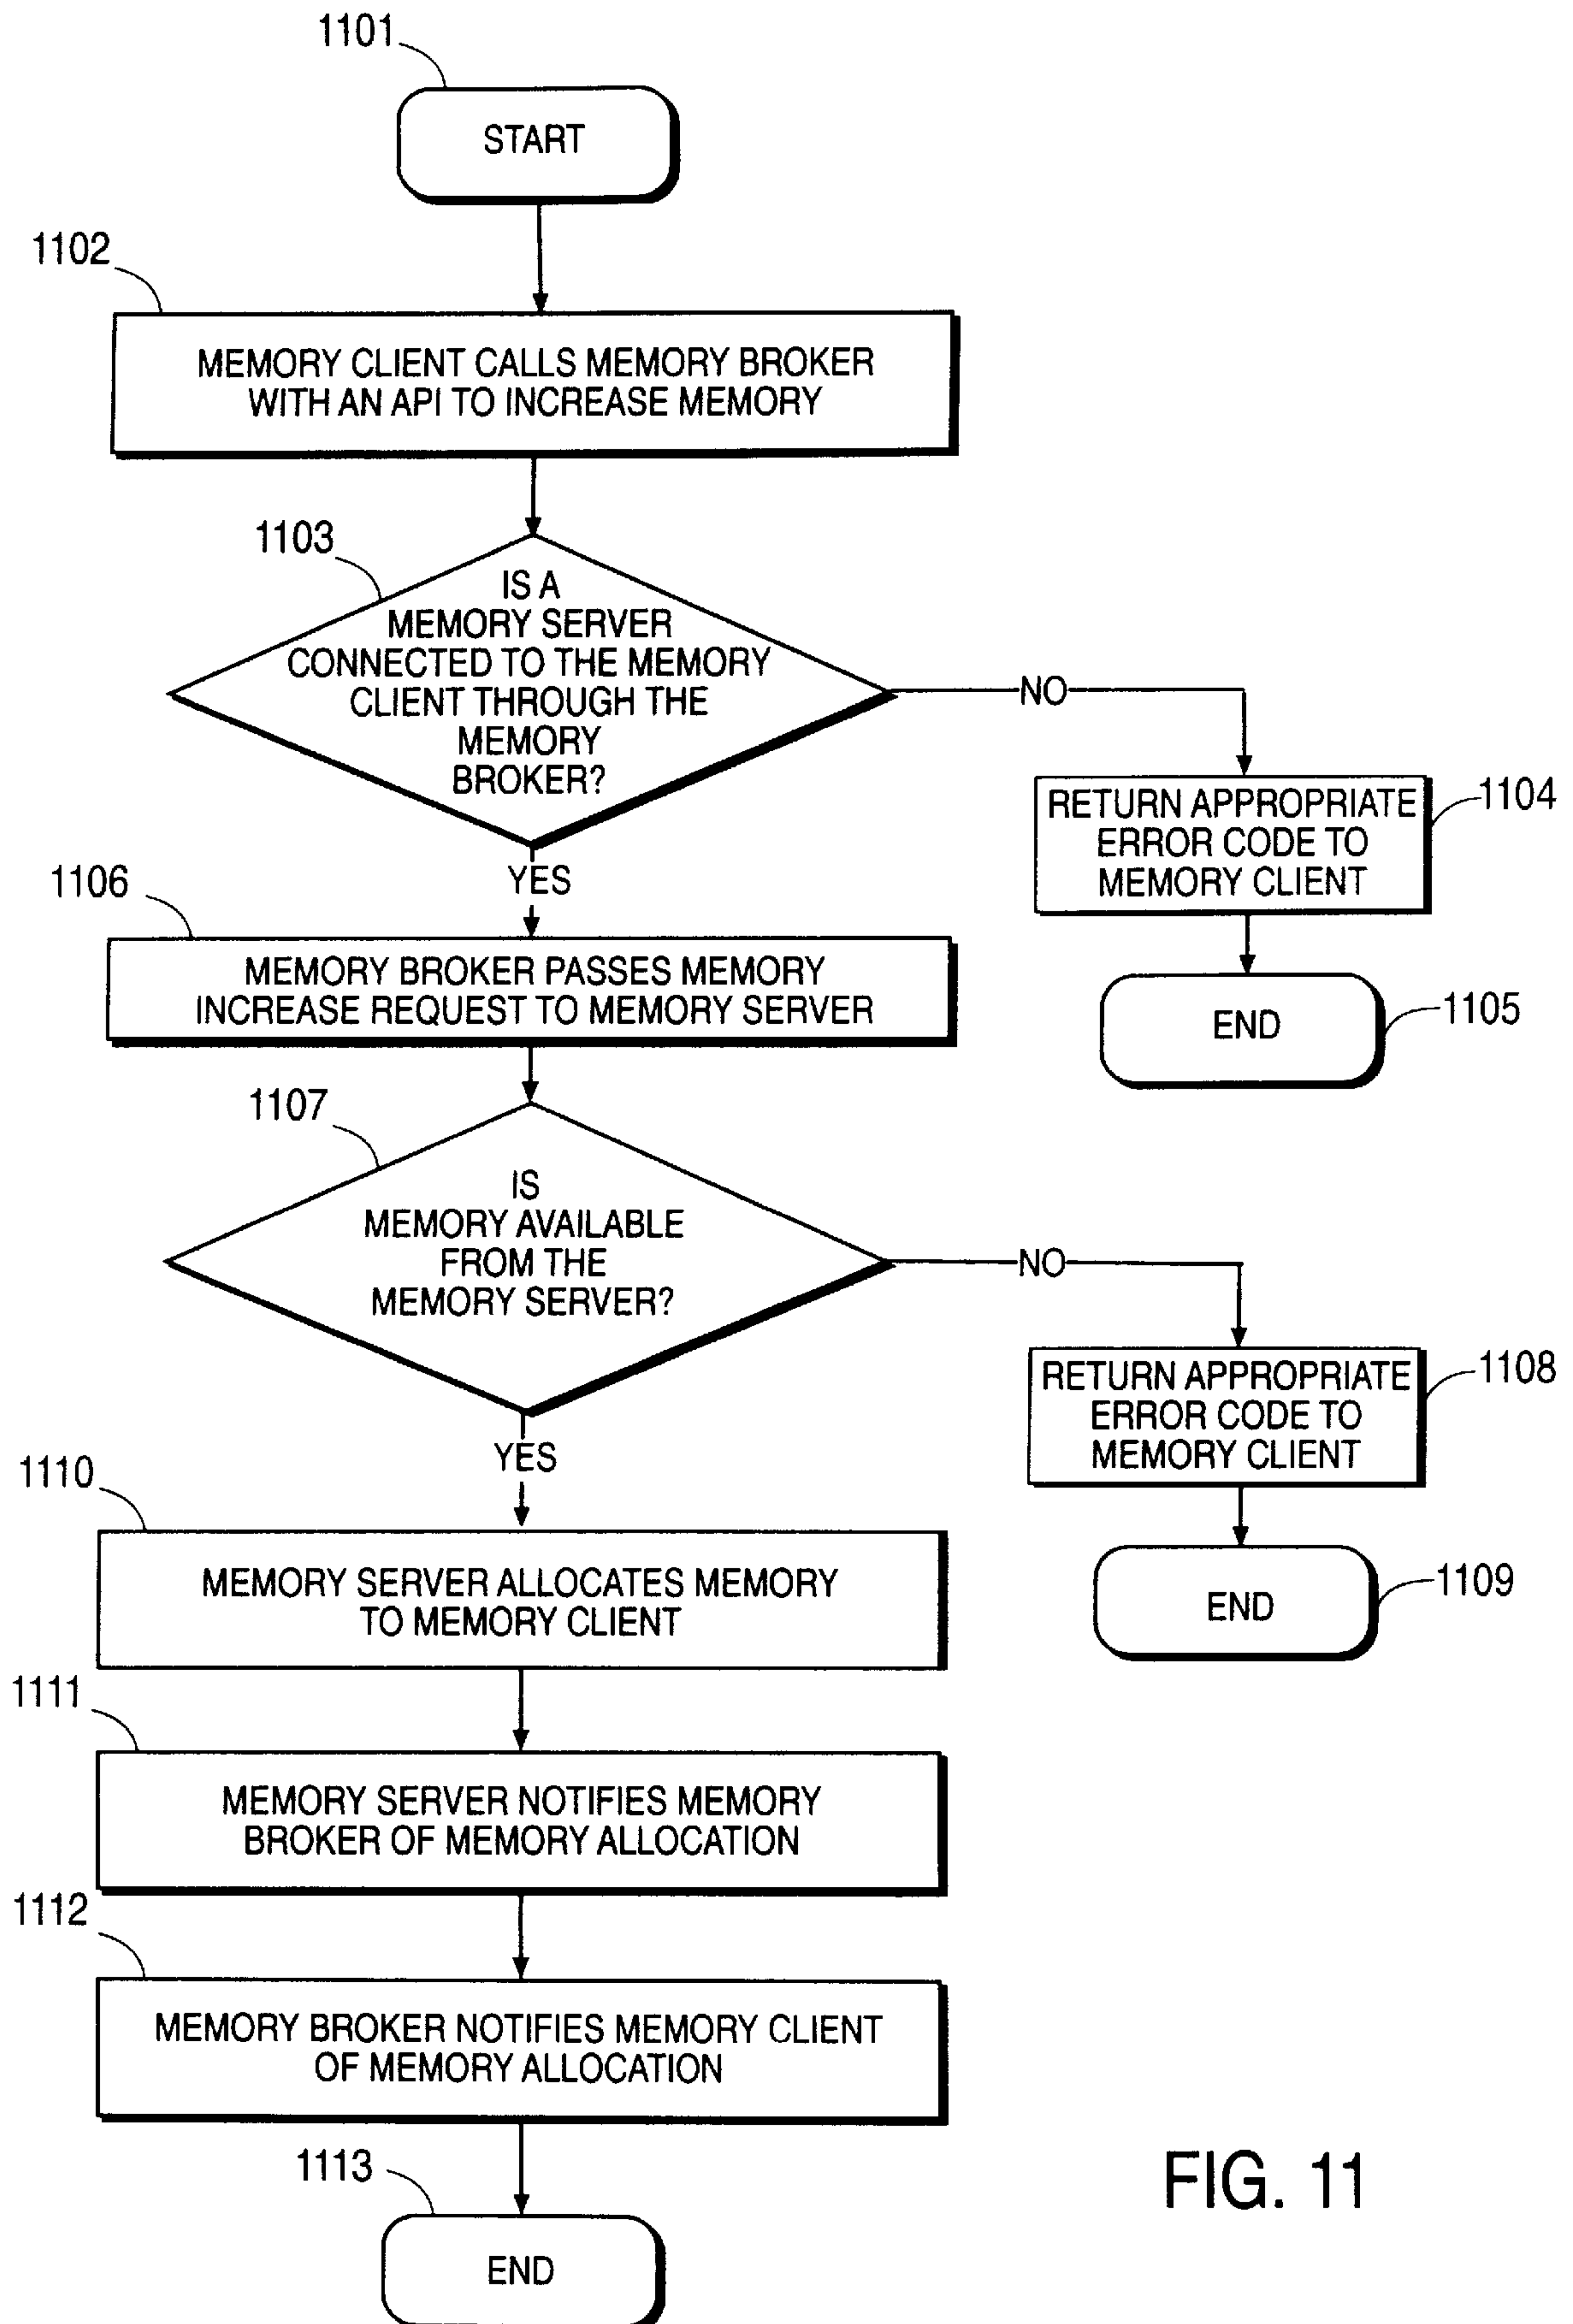 1101
START
1102
MEMORY CLIENT CALLS MEMORY BROKER
WITH AN API TO INCREASE MEMORY
1103
IS A
MEMORY SERVER
CONNECTED TO THE MEMORY
CLIENT THROUGH THE
MEMORY
BROKER?
NO
1104
RETURN APPROPRIATE
ERROR CODE TO
MEMORY CLIENT
1105
END
YES
1106
MEMORY BROKER PASSES MEMORY
INCREASE REQUEST TO MEMORY SERVER
1107
IS
MEMORY AVAILABLE
FROM THE
MEMORY SERVER?
NO
1108
RETURN APPROPRIATE
ERROR CODE TO
MEMORY CLIENT
1109
END
YES
1110
MEMORY SERVER ALLOCATES MEMORY
TO MEMORY CLIENT
1111
MEMORY SERVER NOTIFIES MEMORY
BROKER OF MEMORY ALLOCATION
1112
MEMORY BROKER NOTIFIES MEMORY CLIENT
OF MEMORY ALLOCATION
1113
END
FIG. 11